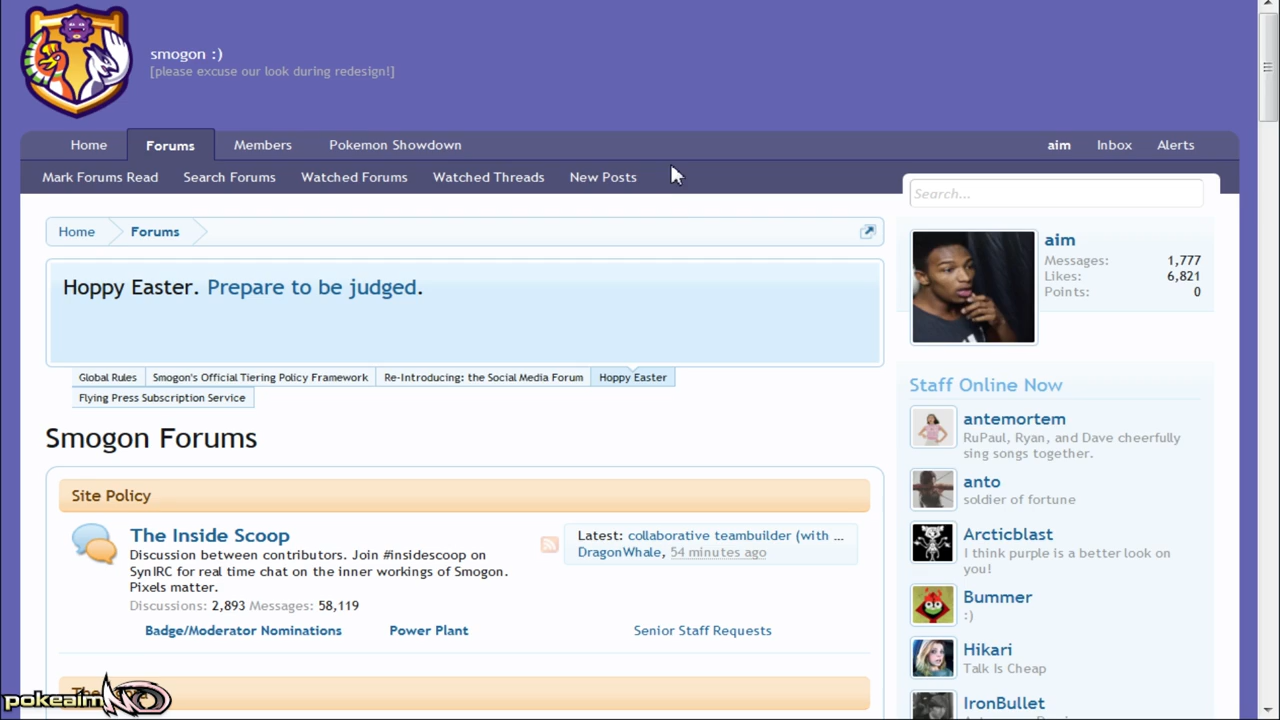 smogon :)
[please excuse our look during redesign!]
Home Forums Members Pokemon Showdown aim Inbox Alerts
Mark Forums Read Search Forums Watched Forums Watched Threads New Posts
Search...
Home Forums
Hoppy Easter. Prepare to be judged.
Global Rules Smogon's Official Tiering Policy Framework Re-Introducing: the Social Media Forum Hoppy Easter
Flying Press Subscription Service
Smogon Forums
Site Policy
The Inside Scoop
Discussion between contributors. Join #insidescoop on
SynIRC for real time chat on the inner workings of Smogon.
Pixels matter.
Discussions: 2,893 Messages: 58,119
Latest: collaborative teambuilder (with ...
DragonWhale, 54 minutes ago
Badge/Moderator Nominations Power Plant Senior Staff Requests
aim
Messages: 1,777
Likes: 6,821
Points: 0
Staff Online Now
antemortem
RuPaul, Ryan, and Dave cheerfully
sing songs together.
anto
soldier of fortune
Arcticblast
I think purple is a better look on
you!
Bummer
:)
Hikari
Talk Is Cheap
IronBullet
pokeaim